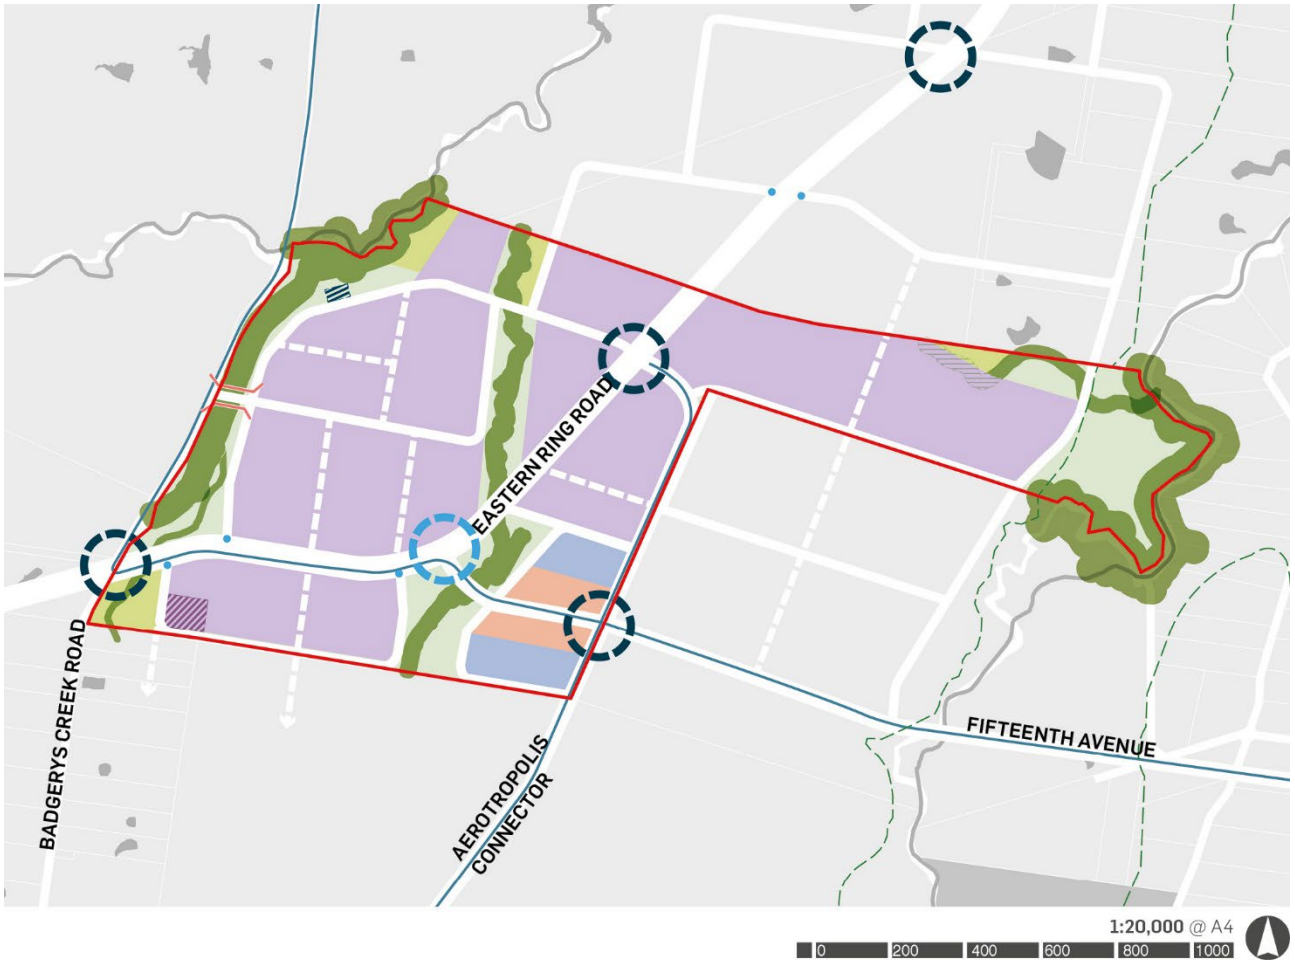 EASTERN RING ROAD
BADGERYS CREEK ROAD
AEROTROPOLIS
CONNECTOR
FIFTEENTH AVENUE
1:20,000 @ A4
0 200 400 600 800 1000